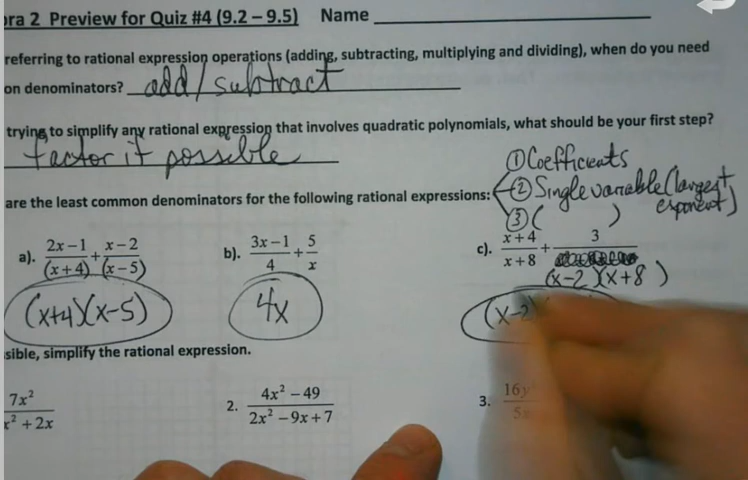 ora 2 Preview for Quiz #4 (9.2 – 9.5) Name
referring to rational expression operations (adding, subtracting, multiplying and dividing), when do you need
on denominators? add/subtract
trying to simplify any rational expression that involves quadratic polynomials, what should be your first step?
factor if possible
① Coefficients
are the least common denominators for the following rational expressions: ② Single variable (largest exponent)
③ ( )
a). 2x – 1/(x + 4) + x – 2/(x – 5) b). 3x – 1/4 + 5/x c). x + 4/x + 8 + 3/(x-2)(x+8)
(x+4)(x-5) 4x (x-2)
sible, simplify the rational expression.
7x²/x² + 2x 2. 4x² – 49/2x² – 9x + 7 3. 16y